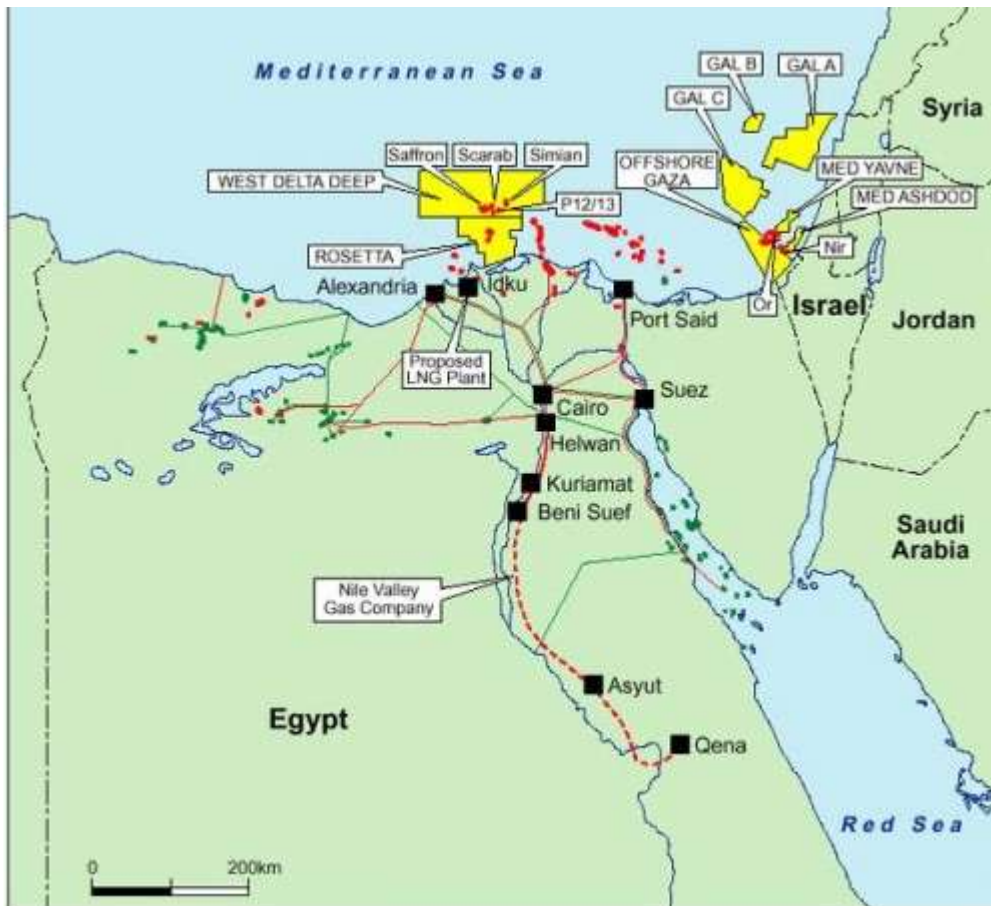 Mediterranean Sea
GAL B
GAL A
GAL C
Syria
Saffron
Scarab
Simian
OFFSHORE
GAZA
MED YAVNE
WEST DELTA DEEP
P12/13
MED ASHDOD
ROSETTA
Nir
Alexandria
Idku
Or
Israel
Port Said
Jordan
Proposed
LNG Plant
Cairo
Suez
Helwan
Kuriamat
Beni Suef
Saudi
Arabia
Nile Valley
Gas Company
Asyut
Egypt
Qena
Red Sea
0
200km